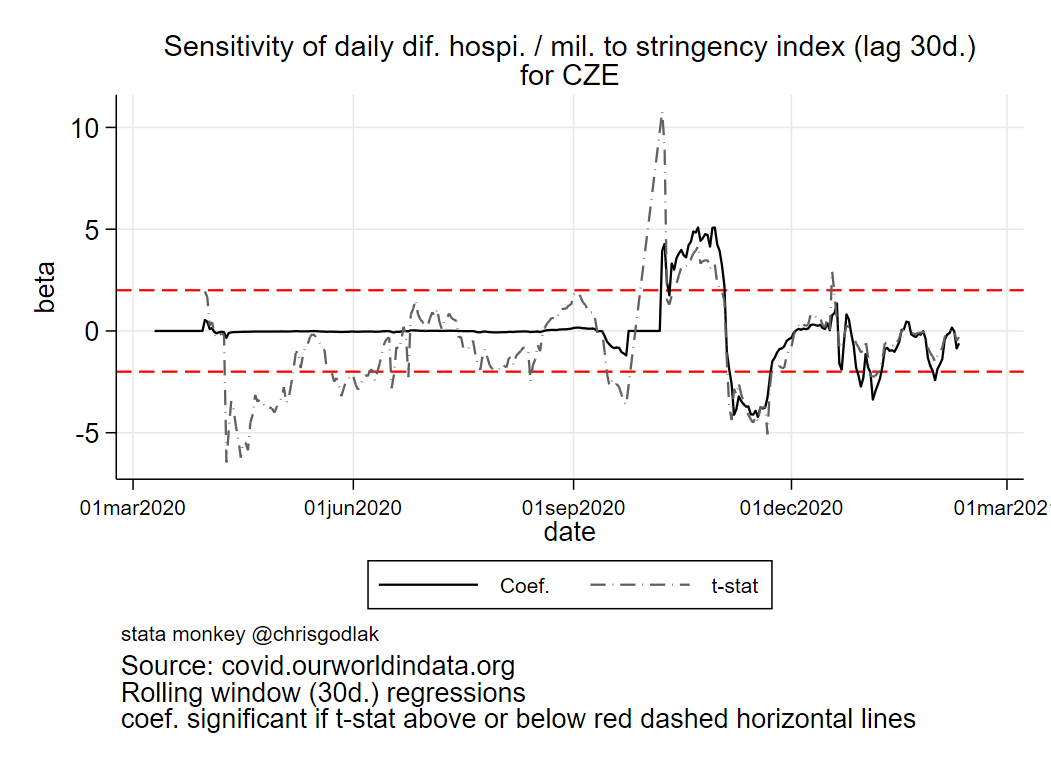 Sensitivity of daily dif. hospi. / mil. to stringency index (lag 30d.)
for CZE
10
5
0
-5
beta
01mar2020 01jun2020 01sep2020 01dec2020 01mar202
date
Coef. t-stat
stata monkey @chrisgodlak
Source: covid.ourworldindata.org
Rolling window (30d.) regressions
coef. significant if t-stat above or below red dashed horizontal lines